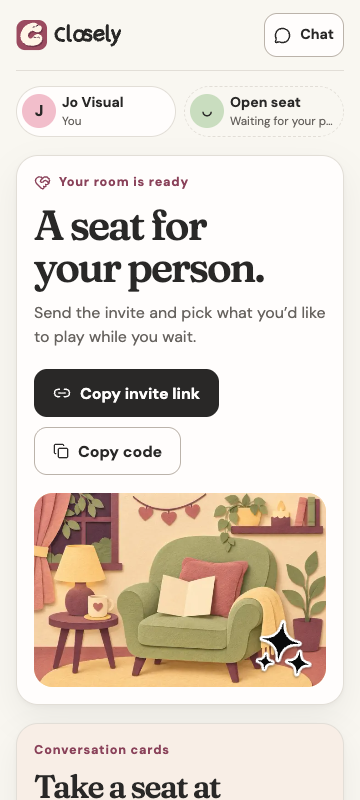 Closely
Chat
J
Jo Visual
You
Open seat
Waiting for your p…
Your room is ready
A seat for
your person.
Send the invite and pick what you’d like
to play while you wait.
Copy invite link
Copy code
Conversation cards
Take a seat at